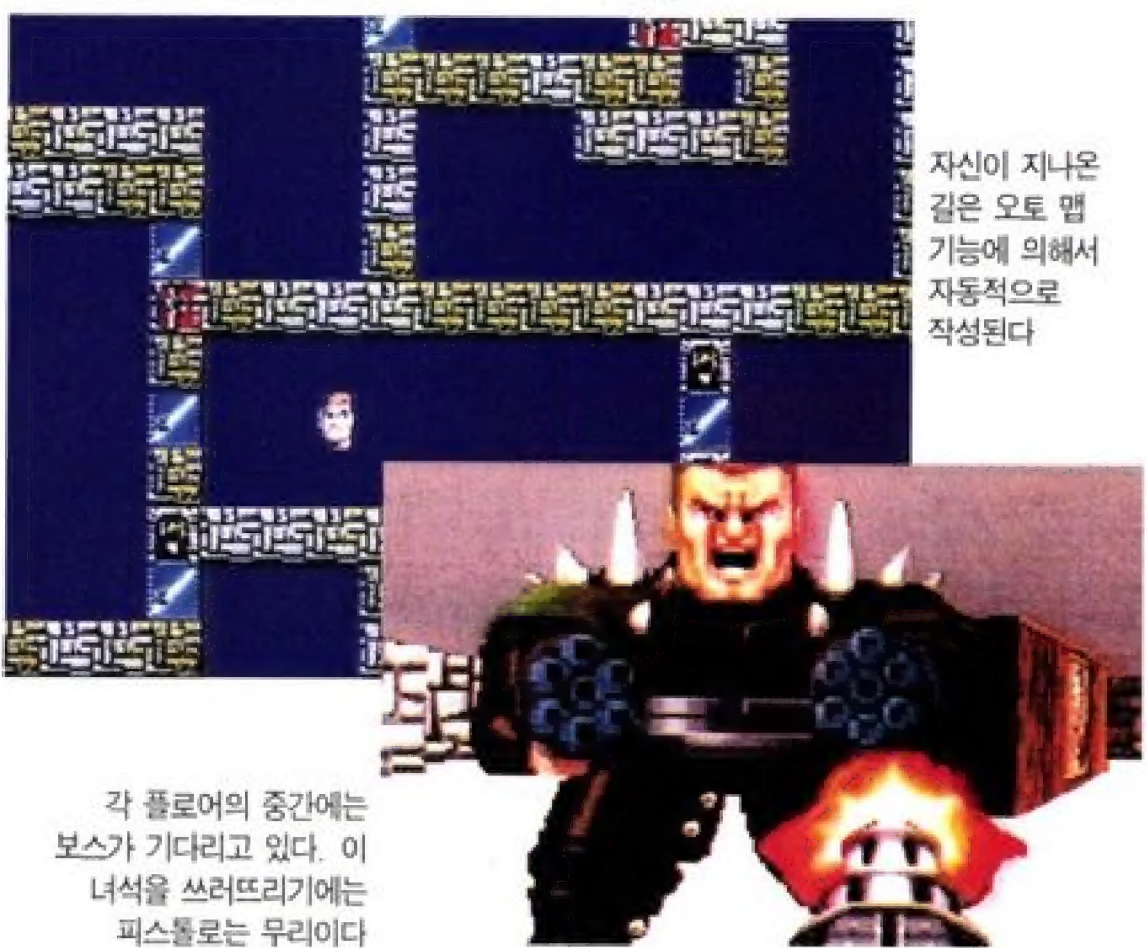 자신이 지나온
길은 오토 맵
기능에 의해서
자동적으로
작성된다
각 플로어의 중간에는
보스가 기다리고 있다. 이
녀석을 쓰러뜨리기에는
피스톨로는 무리이다